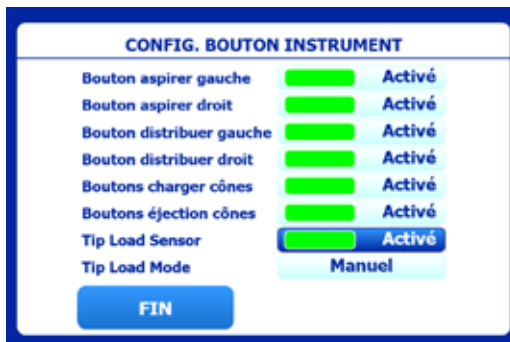 CONFIG. BOUTON INSTRUMENT
Bouton aspirer gauche Activé
Bouton aspirer droit Activé
Bouton distribuer gauche Activé
Bouton distribuer droit Activé
Boutons charger cônes Activé
Boutons éjection cônes Activé
Tip Load Sensor Activé
Tip Load Mode Manuel
FIN